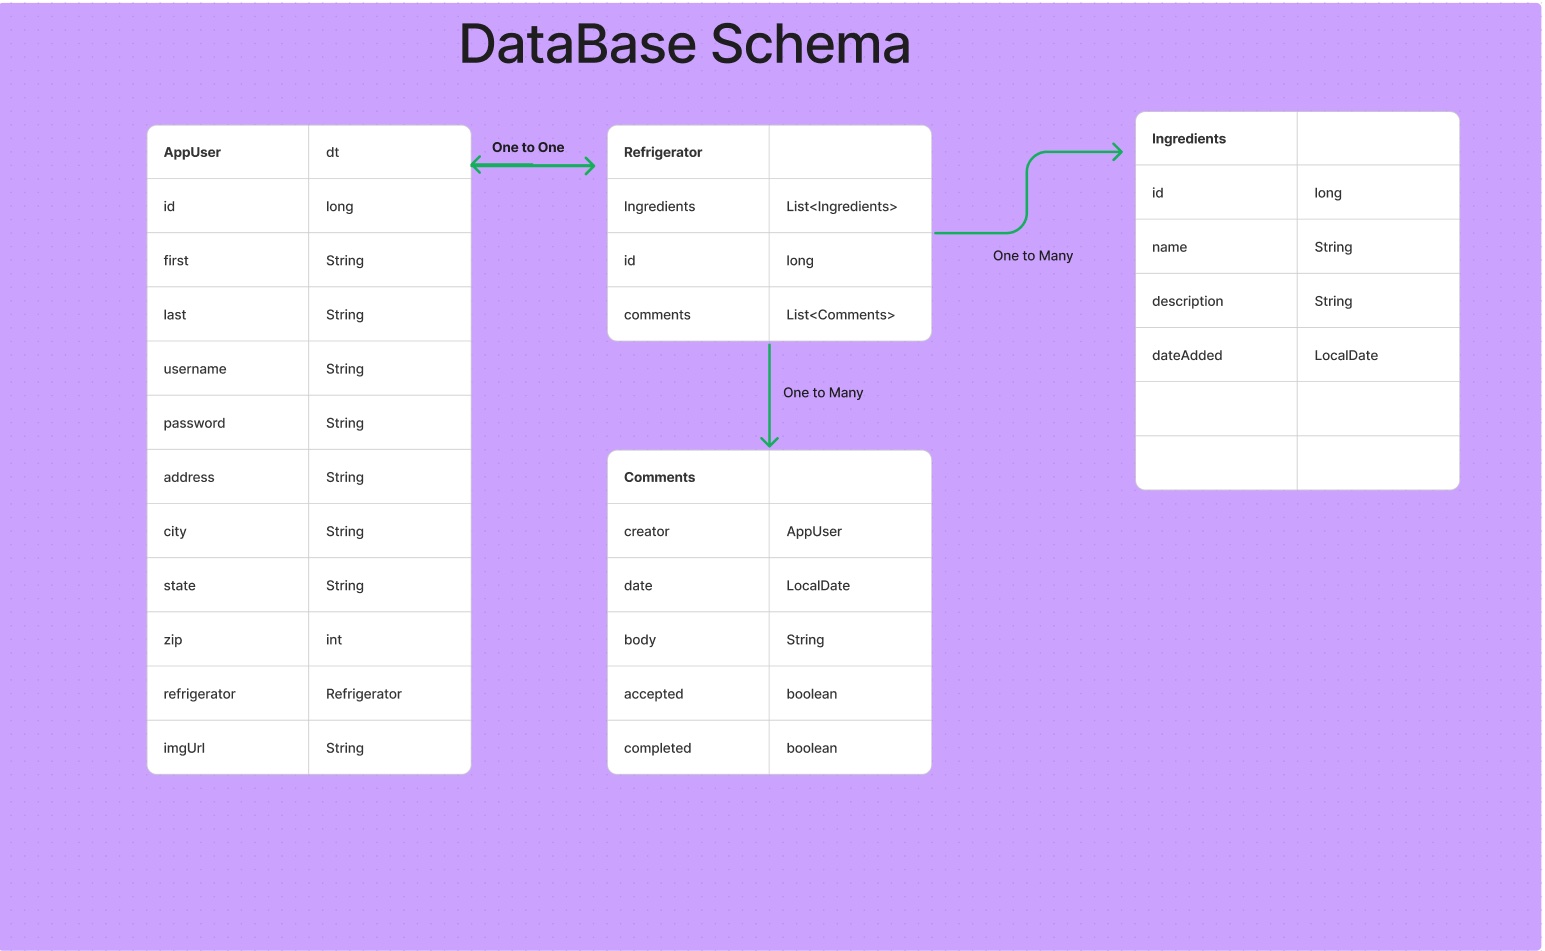 DataBase Schema
AppUser dt
id long
first String
last String
username String
password String
address String
city String
state String
zip int
refrigerator Refrigerator
imgUrl String
One to One
Refrigerator
Ingredients List<Ingredients>
id long
comments List<Comments>
One to Many
Comments
creator AppUser
date LocalDate
body String
accepted boolean
completed boolean
One to Many
Ingredients
id long
name String
description String
dateAdded LocalDate